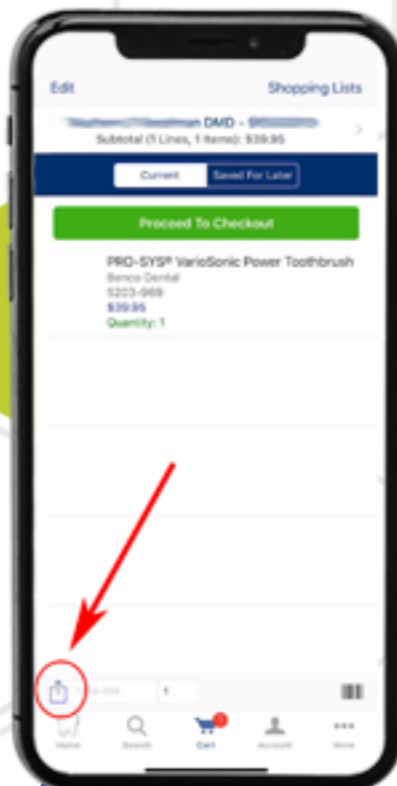 Edit Shopping Lists
DMD -
Subtotal (1 Lines, 1 Items): $39.95
Current Saved For Later
Proceed To Checkout
PRO-SYS® VarioSonic Power Toothbrush
Benco Dental
5203-969
$39.95
Quantity: 1
1
Home Search Cart Account More